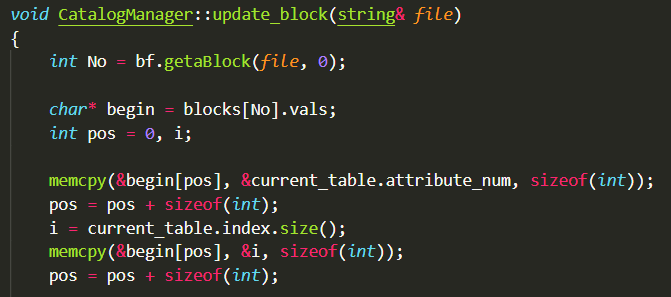 void CatalogManager::update_block(string& file)
{
    int No = bf.getaBlock(file, 0);

    char* begin = blocks[No].vals;
    int pos = 0, i;

    memcpy(&begin[pos], &current_table.attribute_num, sizeof(int));
    pos = pos + sizeof(int);
    i = current_table.index.size();
    memcpy(&begin[pos], &i, sizeof(int));
    pos = pos + sizeof(int);